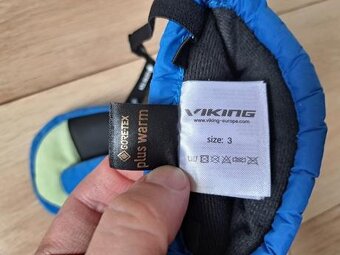 GORE-TEX
plus warm
VIKING
www.viking-europe.com
size: 3